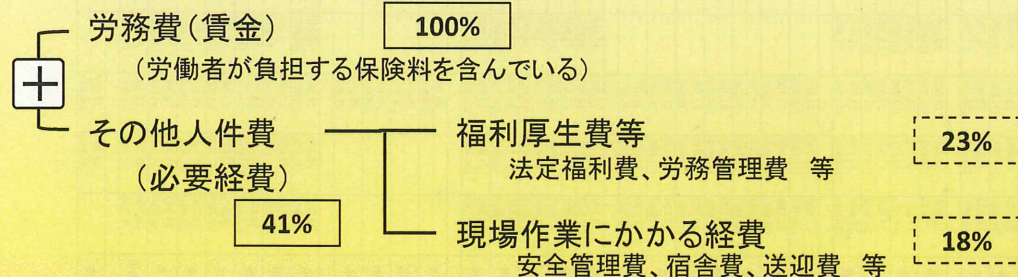 労務費(賃金) 100%
(労働者が負担する保険料を含んでいる)
+
その他人件費 福利厚生費等 23%
法定福利費、労務管理費 等
(必要経費)
41%
現場作業にかかる経費 18%
安全管理費、宿舎費、送迎費 等